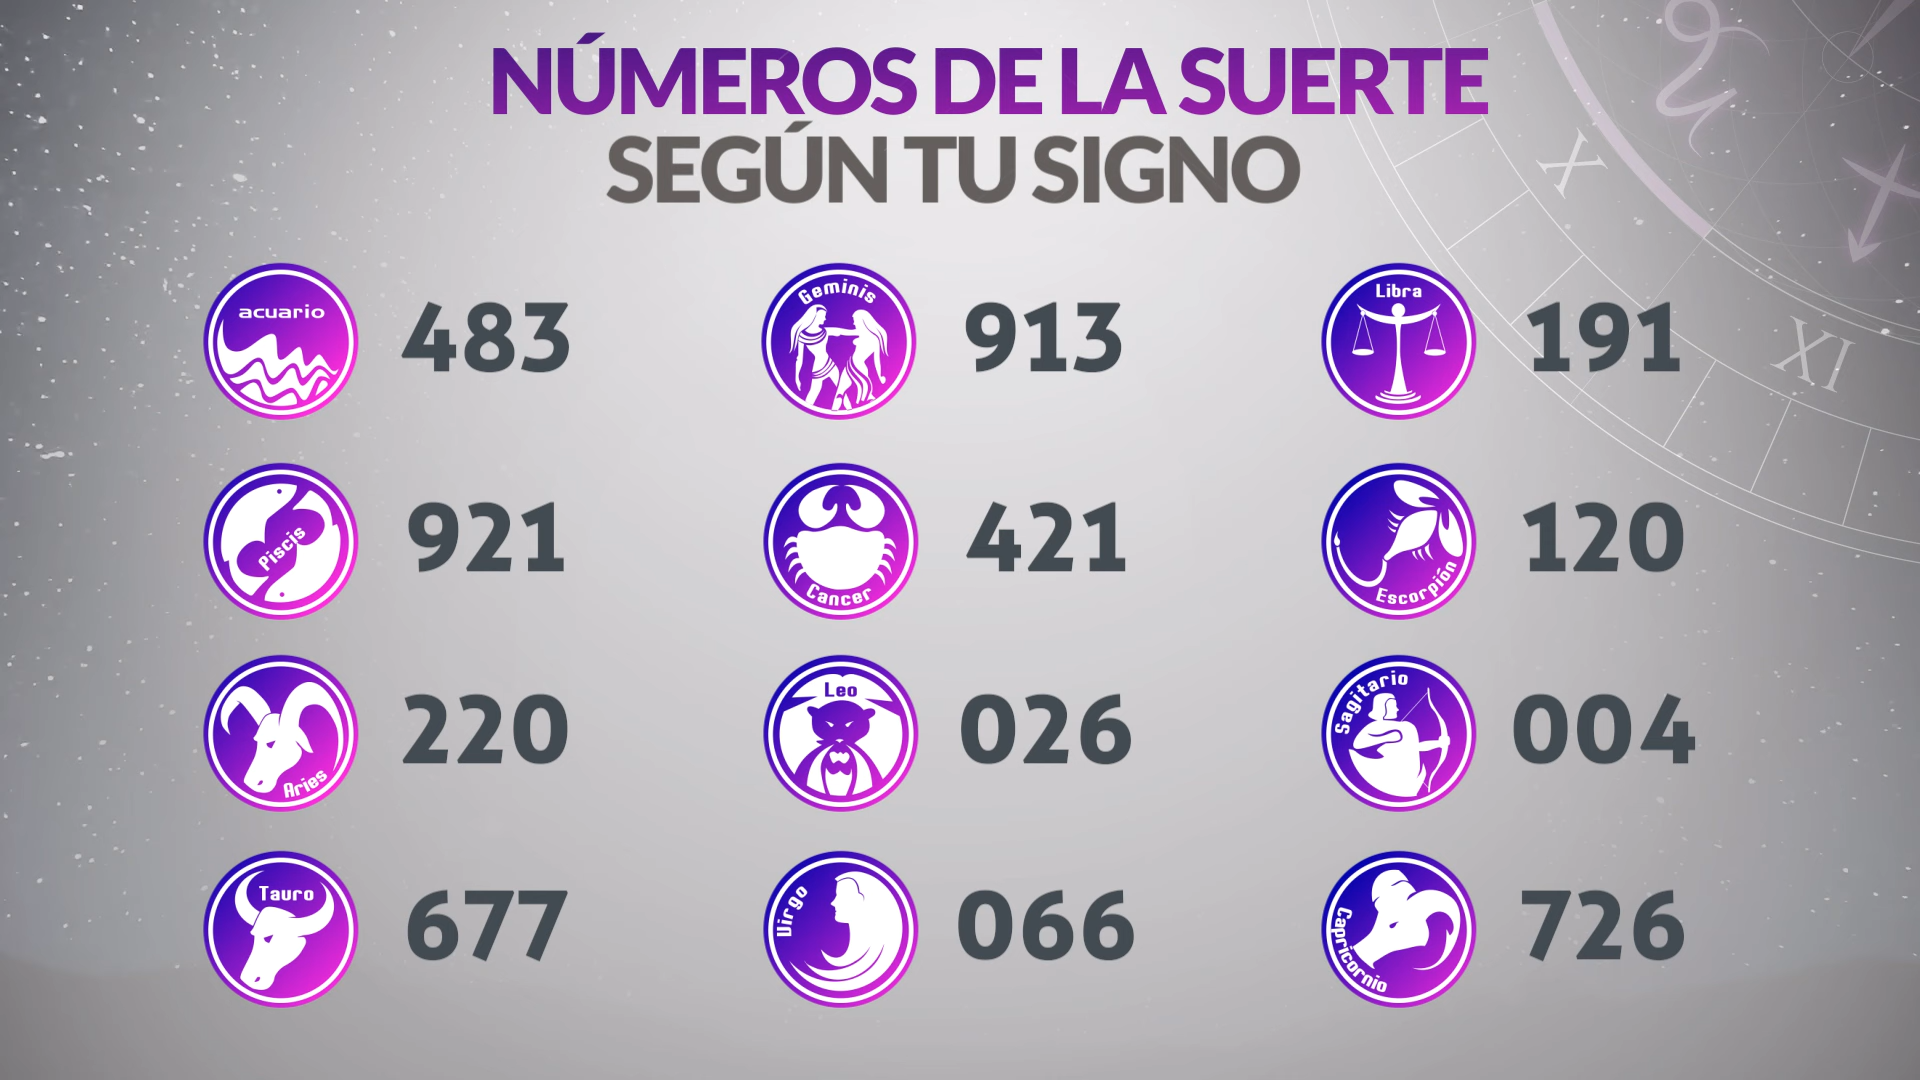 NÚMEROS DE LA SUERTE
SEGÚN TU SIGNO
acuario 483
Geminis 913
Libra 191
Piscis 921
Cancer 421
Escorpión 120
Aries 220
Leo 026
Sagitario 004
Tauro 677
Virgo 066
Capricornio 726
X
XI